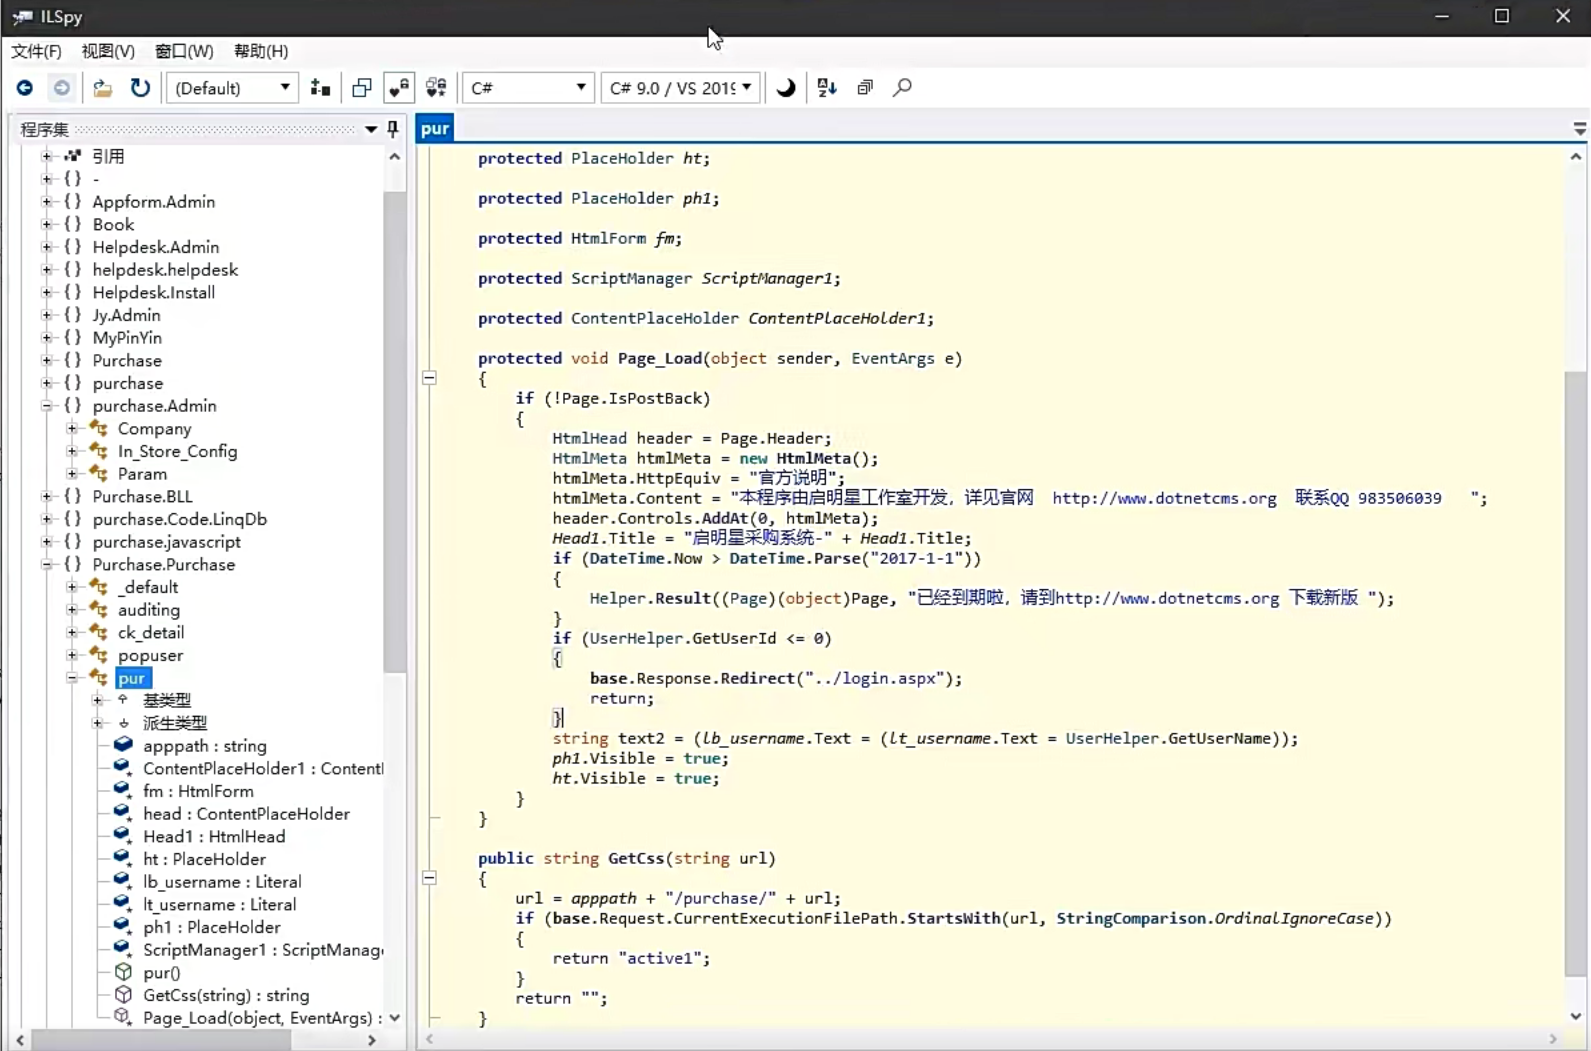 ILSpy
文件(F) 视图(V) 窗口(W) 帮助(H)
(Default) C# C# 9.0 / VS 2019
程序集
引用
{ } -
{ } Appform.Admin
{ } Book
{ } Helpdesk.Admin
{ } helpdesk.helpdesk
{ } Helpdesk.Install
{ } Jy.Admin
{ } MyPinYin
{ } Purchase
{ } purchase
{ } purchase.Admin
Company
In_Store_Config
Param
{ } Purchase.BLL
{ } purchase.Code.LinqDb
{ } purchase.javascript
{ } Purchase.Purchase
_default
auditing
ck_detail
popuser
pur
基类型
派生类型
apppath : string
ContentPlaceHolder1 : Contentl
fm : HtmlForm
head : ContentPlaceHolder
Head1 : HtmlHead
ht : PlaceHolder
lb_username : Literal
lt_username : Literal
ph1 : PlaceHolder
ScriptManager1 : ScriptManage
pur()
GetCss(string) : string
Page_Load(object, EventArgs) :
pur
protected PlaceHolder ht;
protected PlaceHolder ph1;
protected HtmlForm fm;
protected ScriptManager ScriptManager1;
protected ContentPlaceHolder ContentPlaceHolder1;
protected void Page_Load(object sender, EventArgs e)
{
if (!Page.IsPostBack)
{
HtmlHead header = Page.Header;
HtmlMeta htmlMeta = new HtmlMeta();
htmlMeta.HttpEquiv = "官方说明";
htmlMeta.Content = "本程序由启明星工作室开发，详见官网 http://www.dotnetcms.org 联系QQ 983506039 ";
header.Controls.AddAt(0, htmlMeta);
Head1.Title = "启明星采购系统-" + Head1.Title;
if (DateTime.Now > DateTime.Parse("2017-1-1"))
{
Helper.Result((Page)(object)Page, "已经到期啦，请到http://www.dotnetcms.org 下载新版 ");
}
if (UserHelper.GetUserId <= 0)
{
base.Response.Redirect("../login.aspx");
return;
}
string text2 = (lb_username.Text = (lt_username.Text = UserHelper.GetUserName));
ph1.Visible = true;
ht.Visible = true;
}
}
public string GetCss(string url)
{
url = apppath + "/purchase/" + url;
if (base.Request.CurrentExecutionFilePath.StartsWith(url, StringComparison.OrdinalIgnoreCase))
{
return "active1";
}
return "";
}